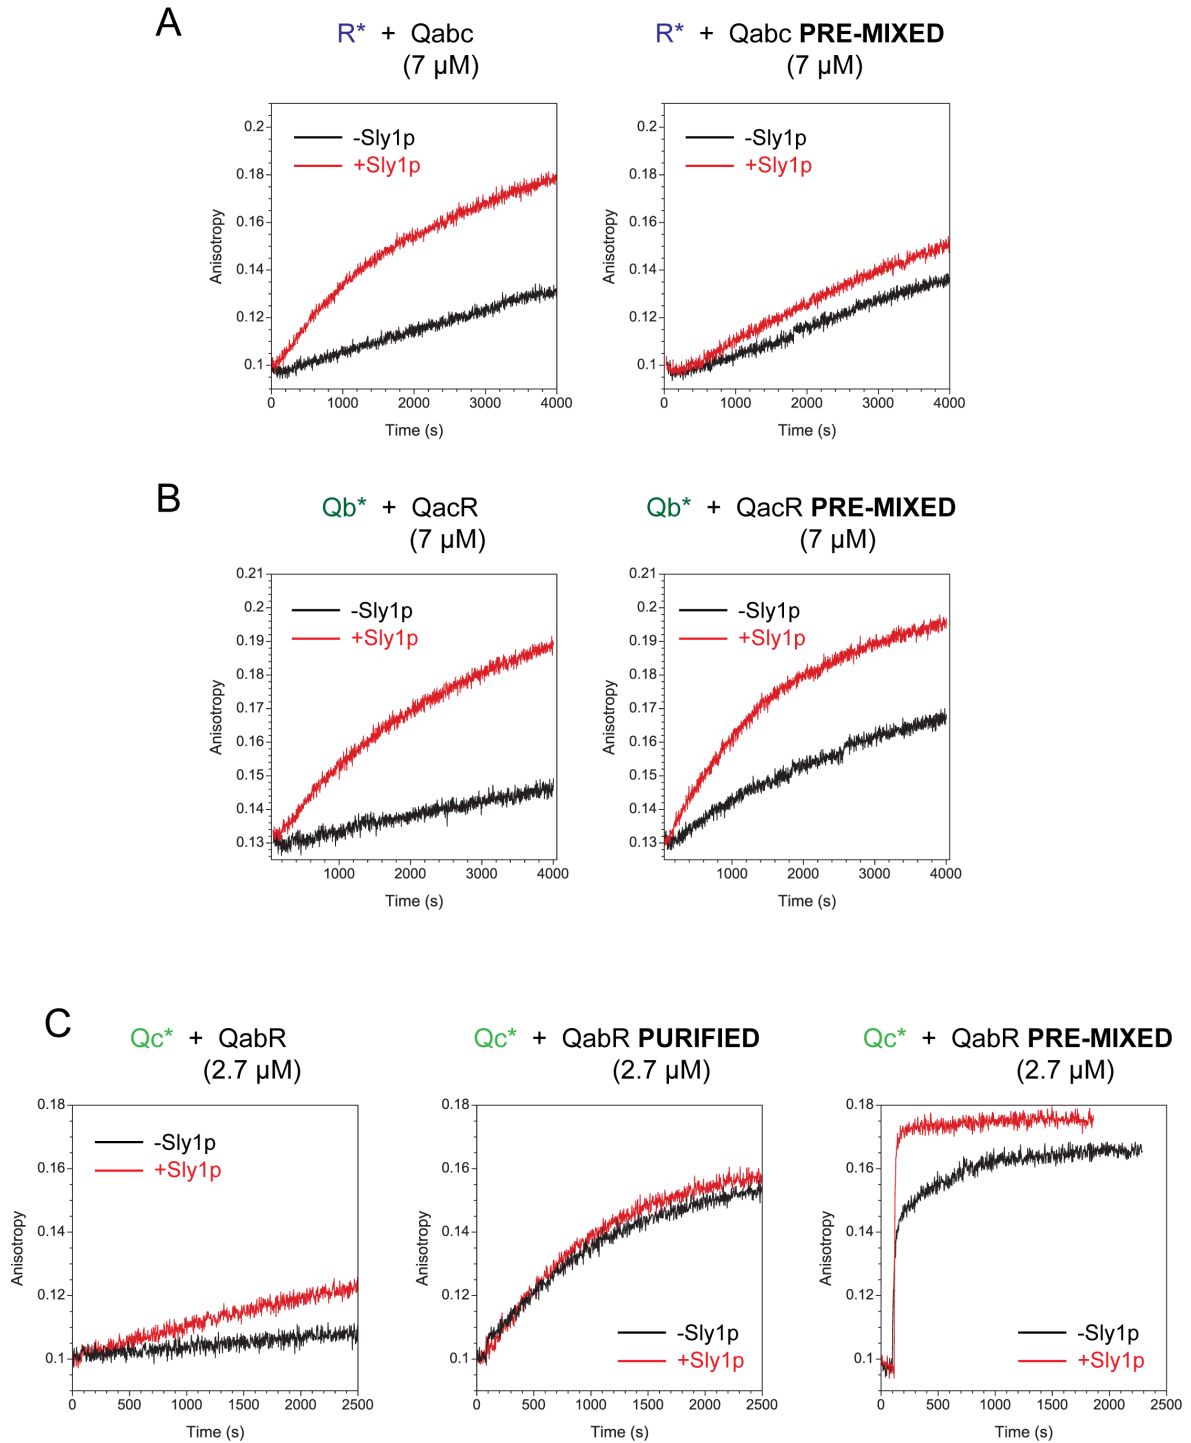 A
R* + Qabc
(7 µM)
R* + Qabc PRE-MIXED
(7 µM)
-Sly1p
+Sly1p
0.2
0.18
0.16
0.14
0.12
0.1
Anisotropy
0 1000 2000 3000 4000
Time (s)
-Sly1p
+Sly1p
0.2
0.18
0.16
0.14
0.12
0.1
Anisotropy
0 1000 2000 3000 4000
Time (s)
B
Qb* + QacR
(7 µM)
Qb* + QacR PRE-MIXED
(7 µM)
-Sly1p
+Sly1p
0.21
0.2
0.19
0.18
0.17
0.16
0.15
0.14
0.13
Anisotropy
1000 2000 3000 4000
Time (s)
-Sly1p
+Sly1p
0.21
0.2
0.19
0.18
0.17
0.16
0.15
0.14
0.13
Anisotropy
1000 2000 3000 4000
Time (s)
C
Qc* + QabR
(2.7 µM)
Qc* + QabR PURIFIED
(2.7 µM)
Qc* + QabR PRE-MIXED
(2.7 µM)
0.18
0.16
0.14
0.12
0.1
Anisotropy
-Sly1p
+Sly1p
0 500 1000 1500 2000 2500
Time (s)
0.18
0.16
0.14
0.12
0.1
Anisotropy
-Sly1p
+Sly1p
0 500 1000 1500 2000 2500
Time (s)
0.18
0.16
0.14
0.12
0.1
Anisotropy
-Sly1p
+Sly1p
0 500 1000 1500 2000 2500
Time (s)